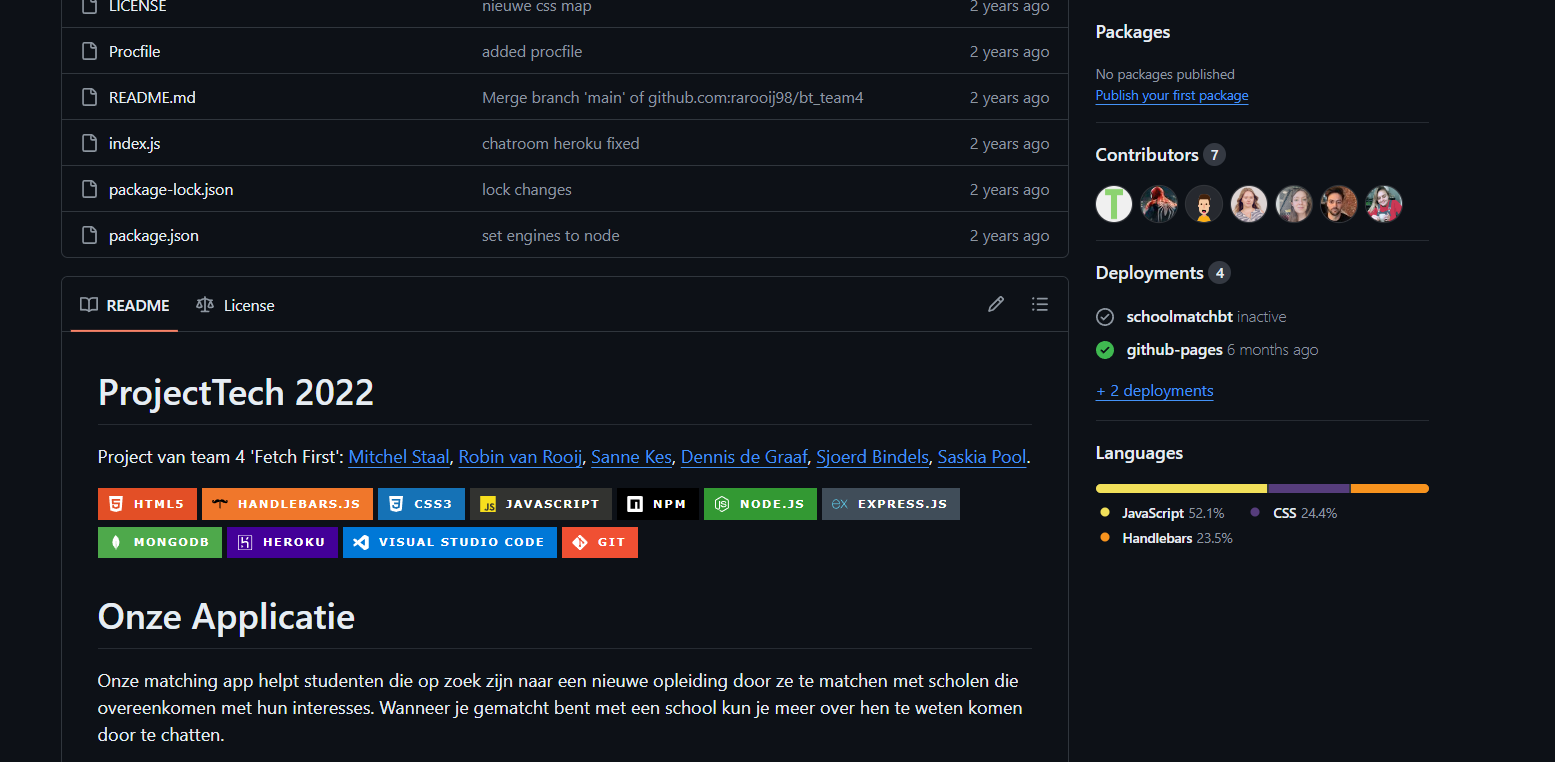 LICENSE nieuwe css map 2 years ago
Procfile added procfile 2 years ago
README.md Merge branch 'main' of github.com:rarooij98/bt_team4 2 years ago
index.js chatroom heroku fixed 2 years ago
package-lock.json lock changes 2 years ago
package.json set engines to node 2 years ago
README License
ProjectTech 2022
Project van team 4 'Fetch First': Mitchel Staal, Robin van Rooij, Sanne Kes, Dennis de Graaf, Sjoerd Bindels, Saskia Pool.
HTML5 HANDLEBARS.JS CSS3 JS JAVASCRIPT n NPM JS NODE.JS EX EXPRESS.JS
MONGODB H HEROKU VISUAL STUDIO CODE GIT
Onze Applicatie
Onze matching app helpt studenten die op zoek zijn naar een nieuwe opleiding door ze te matchen met scholen die
overeenkomen met hun interesses. Wanneer je gematcht bent met een school kun je meer over hen te weten komen
door te chatten.
Packages
No packages published
Publish your first package
Contributors 7
T
Deployments 4
schoolmatchbt inactive
github-pages 6 months ago
+ 2 deployments
Languages
JavaScript 52.1% CSS 24.4%
Handlebars 23.5%